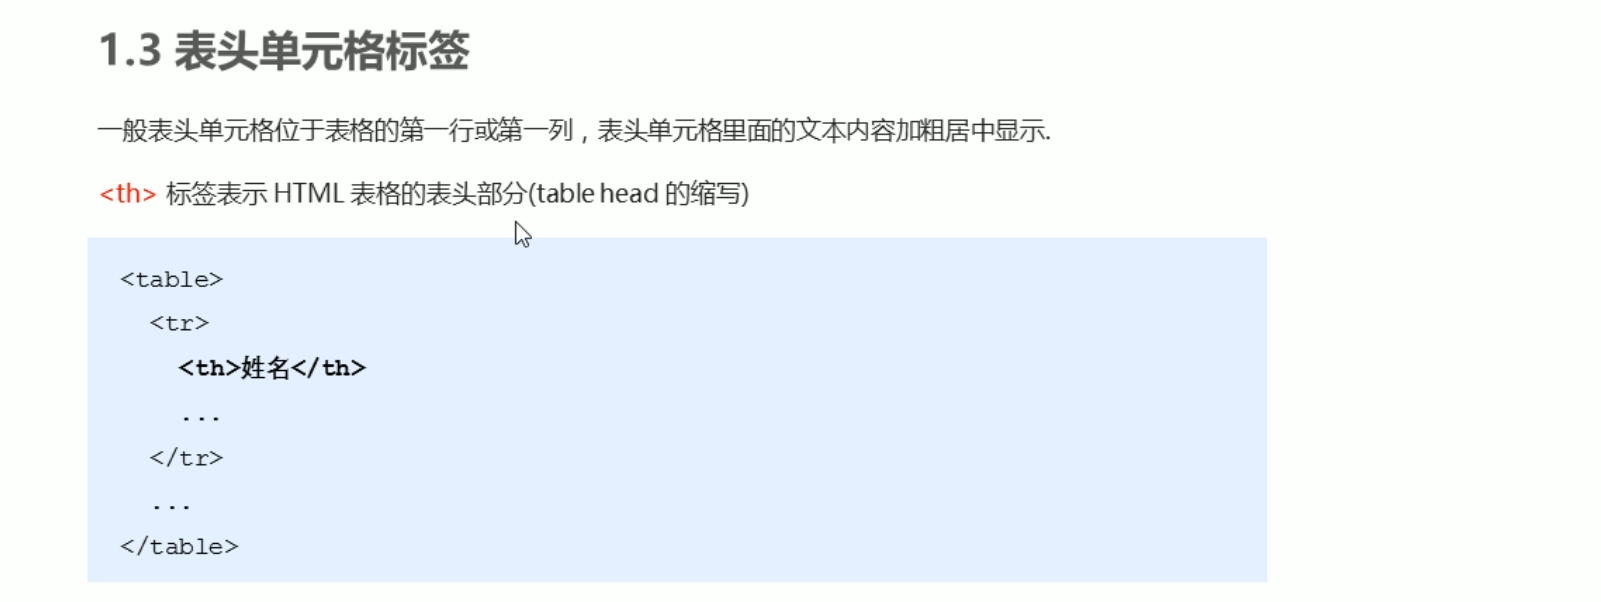 1.3 表头单元格标签
一般表头单元格位于表格的第一行或第一列，表头单元格里面的文本内容加粗居中显示.
<th> 标签表示 HTML 表格的表头部分(table head 的缩写)
<table>
<tr>
<th>姓名</th>
...
</tr>
...
</table>